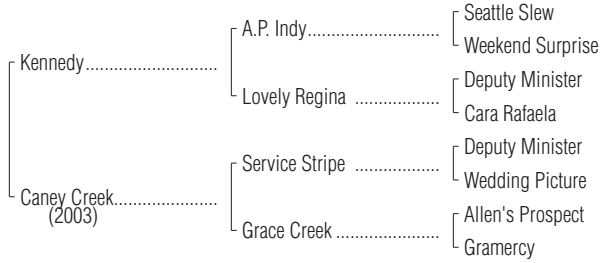 Seattle Slew
A.P. Indy..................................
Weekend Surprise
Kennedy..................................
Deputy Minister
Lovely Regina .....................
Cara Rafaela
Deputy Minister
Service Stripe .....................
Wedding Picture
Caney Creek..........................
(2003)
Allen's Prospect
Grace Creek ..........................
Gramercy